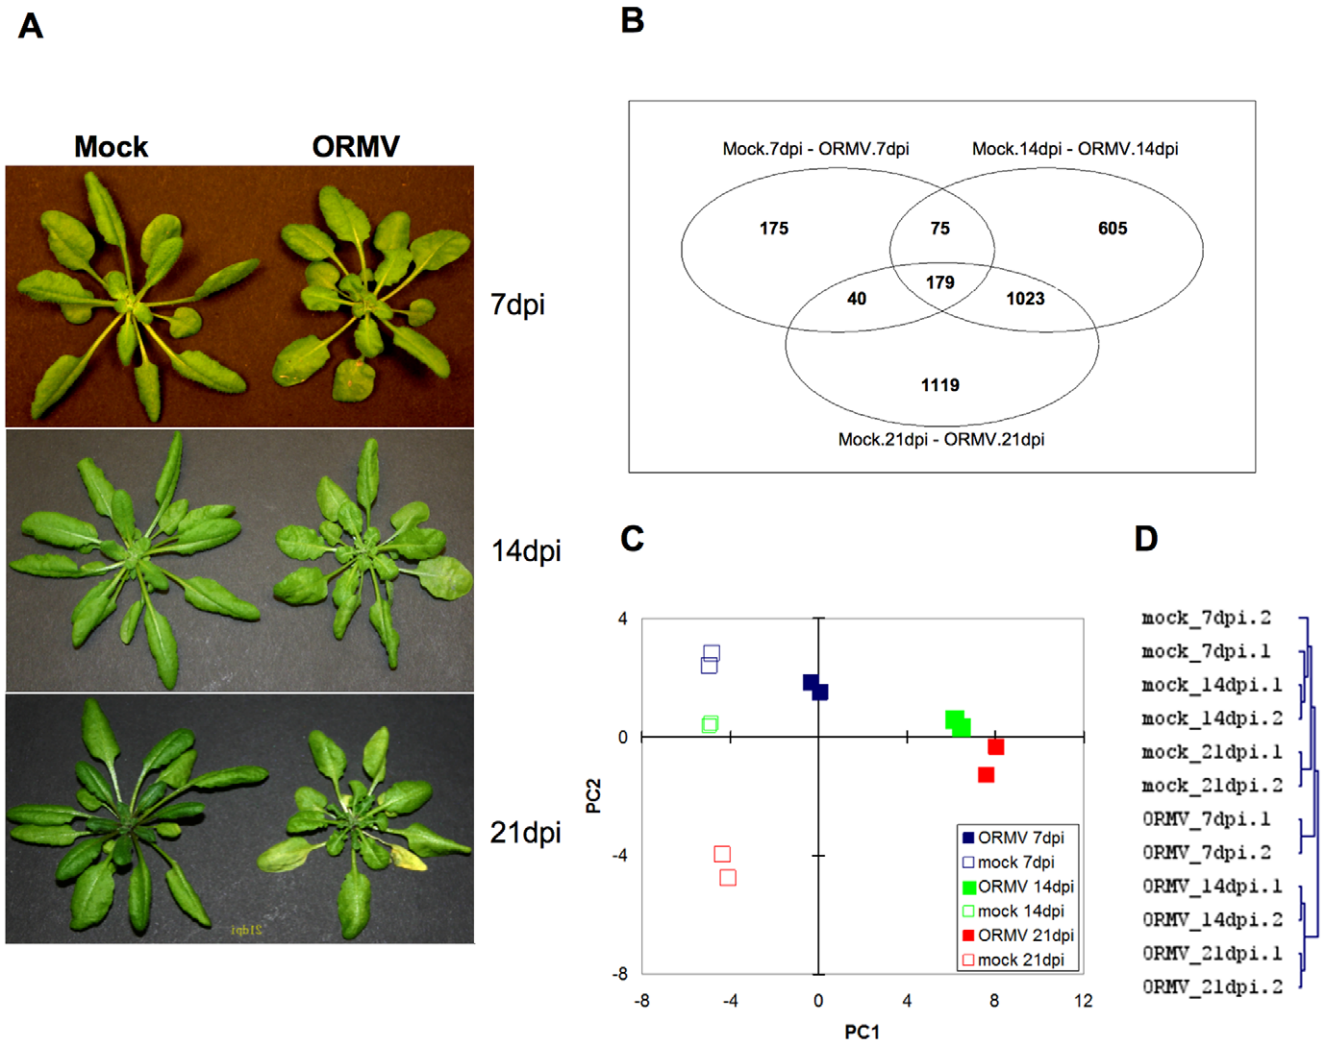 A
Mock
ORMV
7dpi
14dpi
21dpi
21dpi
B
Mock.7dpi - ORMV.7dpi
Mock.14dpi - ORMV.14dpi
175
75
605
179
40
1023
1119
Mock.21dpi - ORMV.21dpi
C
4
0
-4
-8
PC2
-8
-4
0
4
8
12
PC1
ORMV 7dpi
mock 7dpi
ORMV 14dpi
mock 14dpi
ORMV 21dpi
mock 21dpi
D
mock_7dpi.2
mock_7dpi.1
mock_14dpi.1
mock_14dpi.2
mock_21dpi.1
mock_21dpi.2
ORMV_7dpi.1
ORMV_7dpi.2
ORMV_14dpi.1
ORMV_14dpi.2
ORMV_21dpi.1
ORMV_21dpi.2